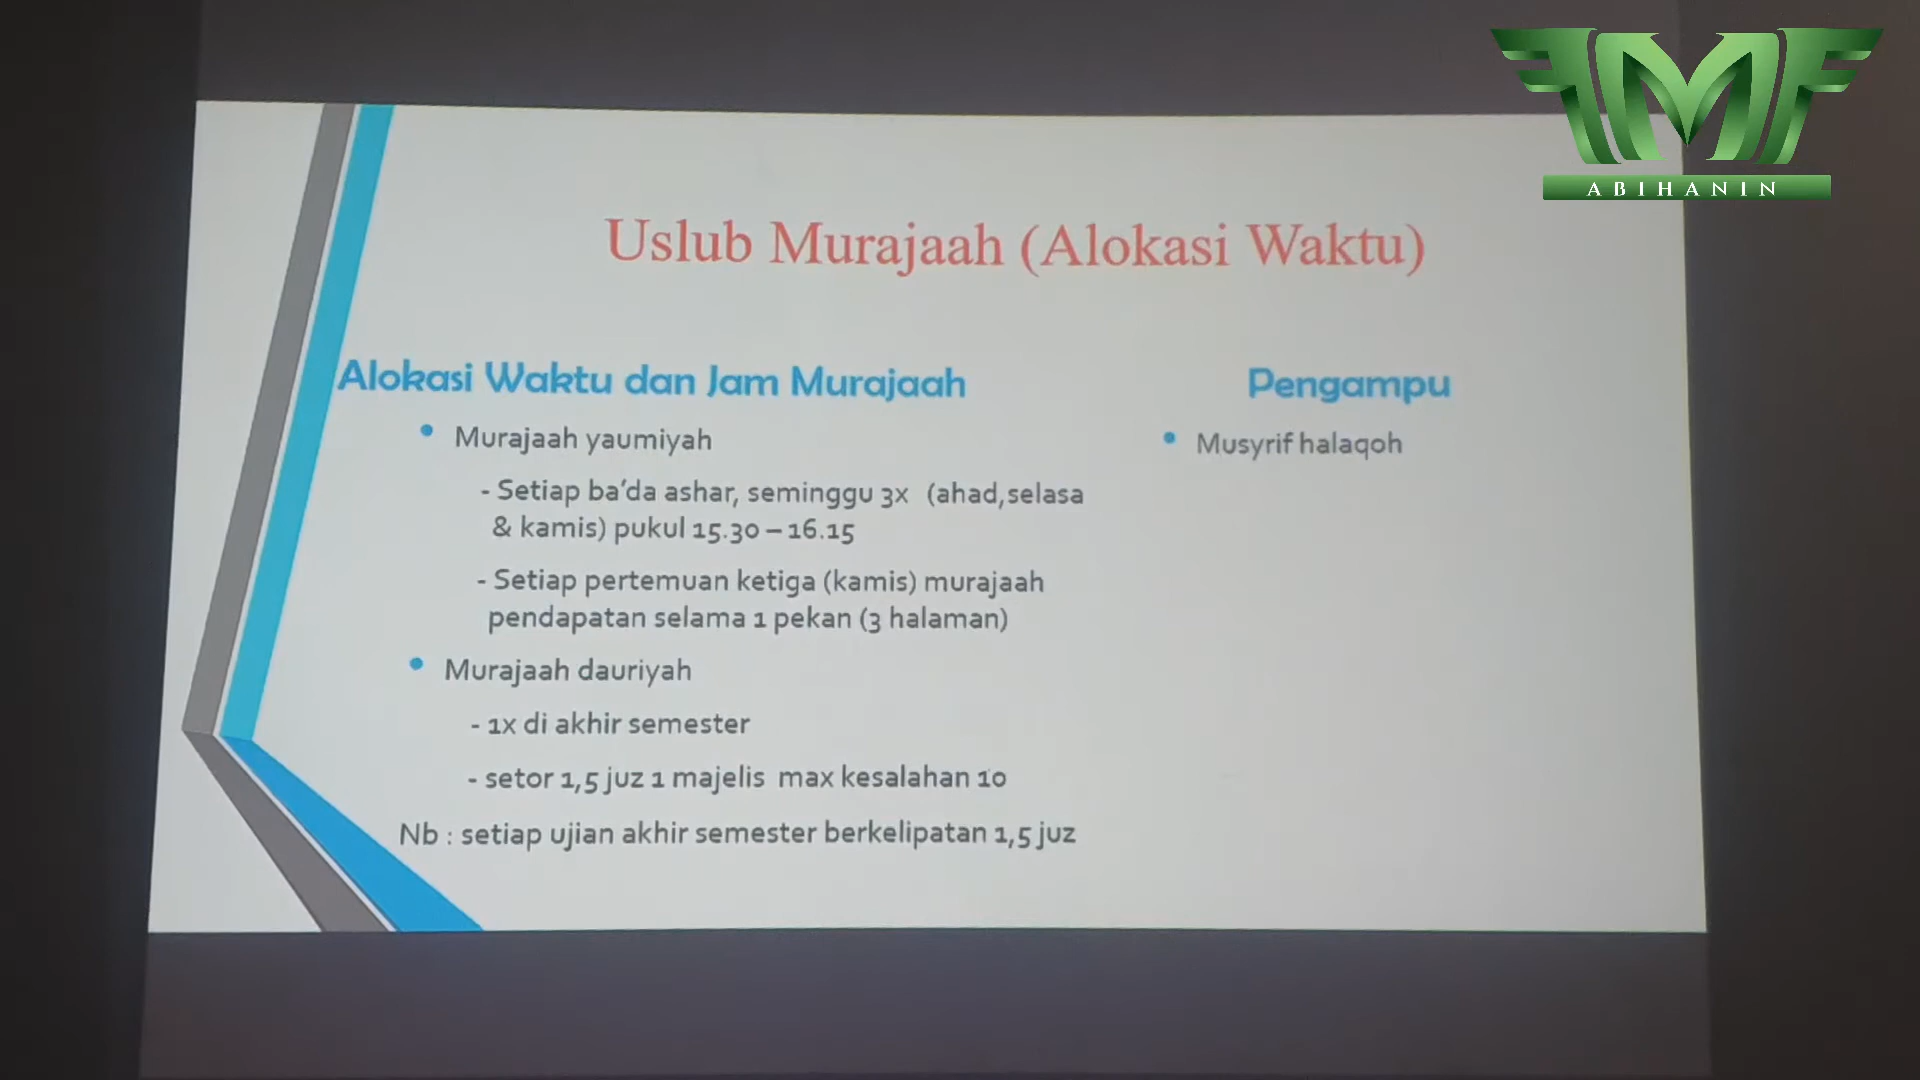 ABIHANIN
Uslub Murajaah (Alokasi Waktu)
Alokasi Waktu dan Jam Murajaah
• Murajaah yaumiyah
- Setiap ba’da ashar, seminggu 3x (ahad,selasa
& kamis) pukul 15.30 – 16.15
- Setiap pertemuan ketiga (kamis) murajaah
pendapatan selama 1 pekan (3 halaman)
• Murajaah dauriyah
- 1x di akhir semester
- setor 1,5 juz 1 majelis max kesalahan 10
Nb : setiap ujian akhir semester berkelipatan 1,5 juz
Pengampu
• Musyrif halaqoh